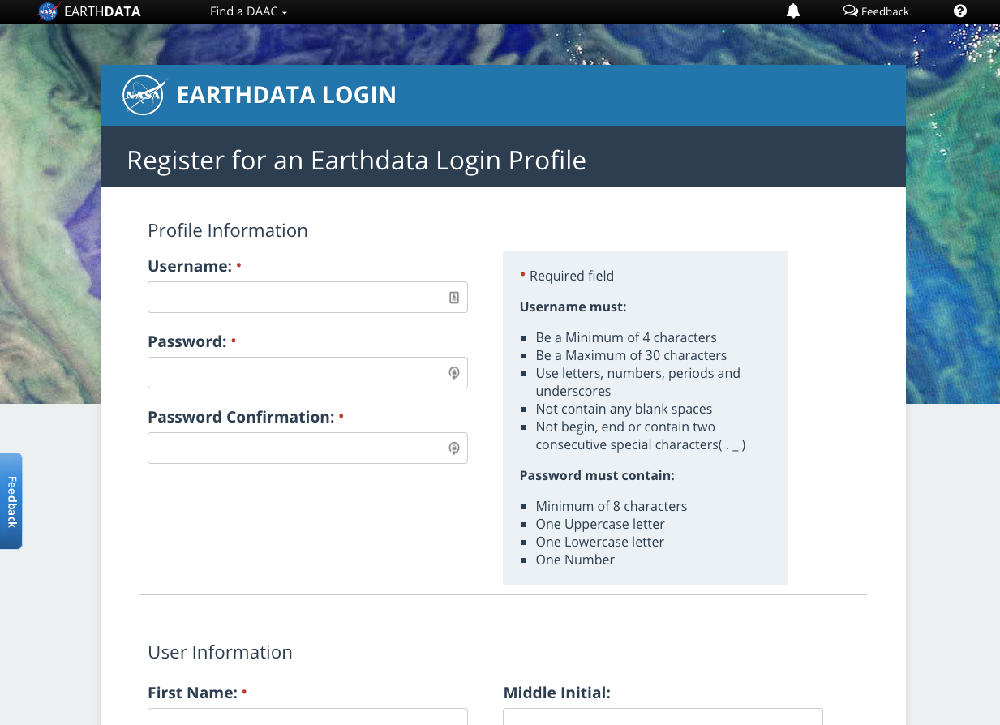 EARTHDATA
Find a DAAC
Feedback
NASA
EARTHDATA LOGIN
Register for an Earthdata Login Profile
Profile Information
Username: •
Password: •
Password Confirmation: •
• Required field
Username must:
Be a Minimum of 4 characters
Be a Maximum of 30 characters
Use letters, numbers, periods and
underscores
Not contain any blank spaces
Not begin, end or contain two
consecutive special characters( . _ )
Password must contain:
Minimum of 8 characters
One Uppercase letter
One Lowercase letter
One Number
Feedback
User Information
First Name: •
Middle Initial: